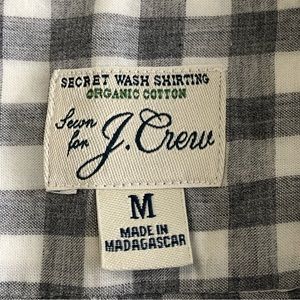 SECRET WASH SHIRTING
ORGANIC COTTON
Sewn
for J.Crew
M
MADE IN
MADAGASCAR